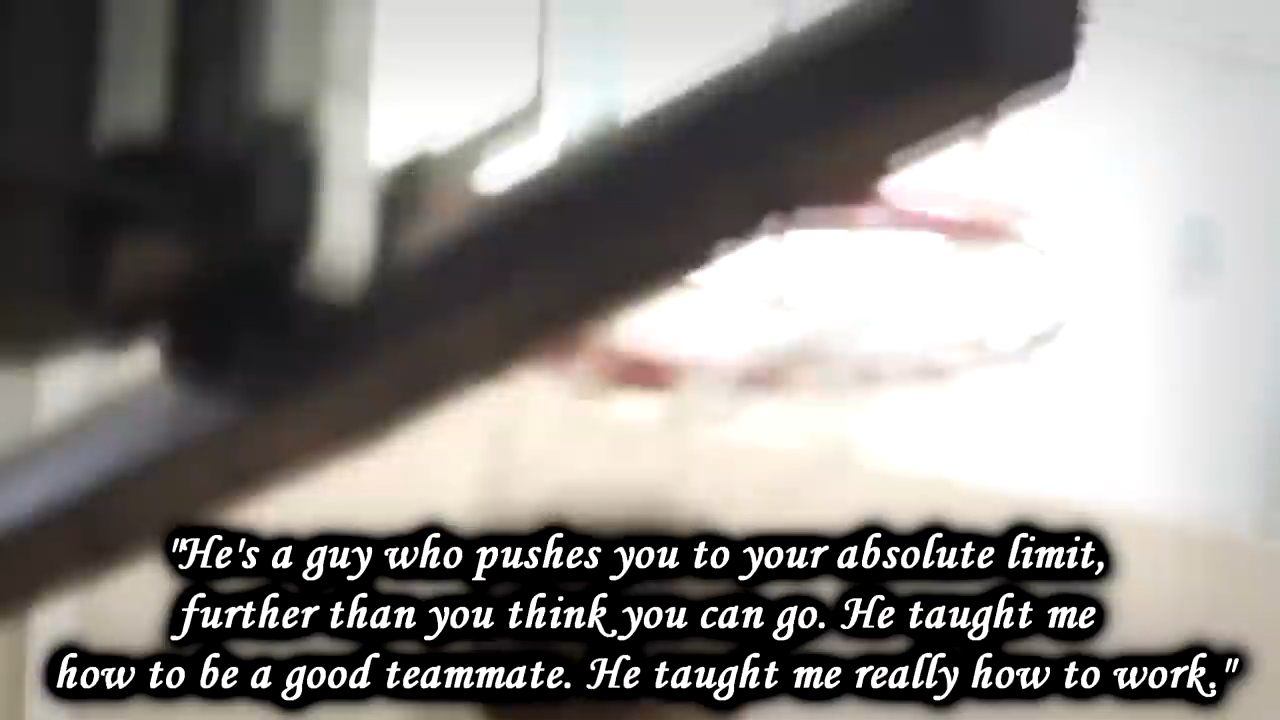 "He's a guy who pushes you to your absolute limit,
further than you think you can go. He taught me
how to be a good teammate. He taught me really how to work."